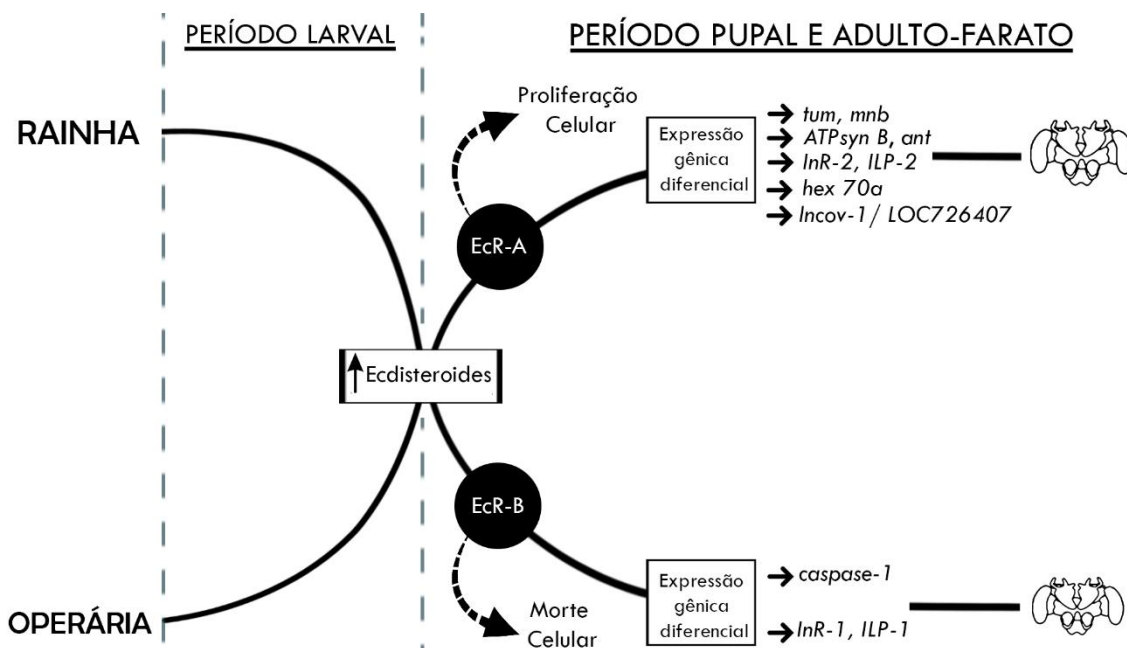 PERÍODO LARVAL
PERÍODO PUPAL E ADULTO-FARATO
RAINHA
Proliferação
Celular
Expressão
gênica
diferencial
→ tum, mnb
→ ATPsyn B, ant
→ InR-2, ILP-2
→ hex 70a
→ lncov-1/ LOC726407
EcR-A
↑ Ecdisteroides
EcR-B
OPERÁRIA
Morte
Celular
Expressão
gênica
diferencial
→ caspase-1
→ InR-1, ILP-1